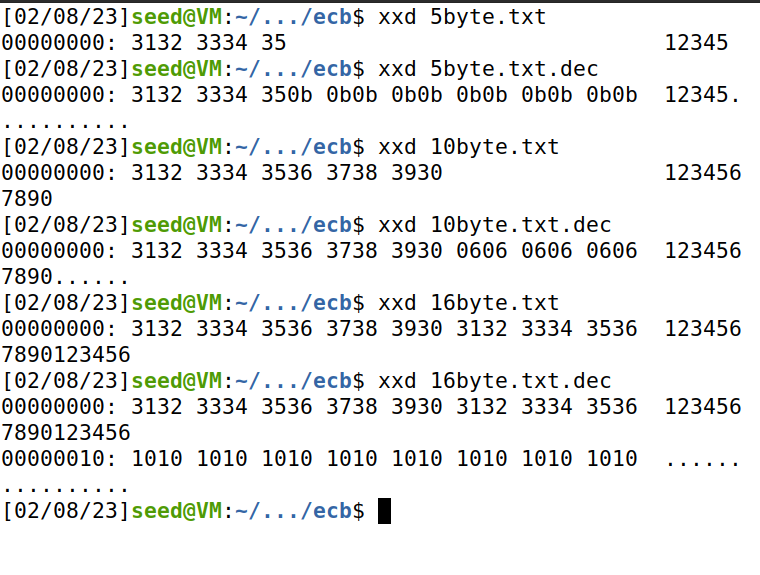 [02/08/23]seed@VM:~/.../ecb$ xxd 5byte.txt
00000000: 3132 3334 35                             12345
[02/08/23]seed@VM:~/.../ecb$ xxd 5byte.txt.dec
00000000: 3132 3334 350b 0b0b 0b0b 0b0b 0b0b 0b0b  12345.
..........
[02/08/23]seed@VM:~/.../ecb$ xxd 10byte.txt
00000000: 3132 3334 3536 3738 3930                 123456
7890
[02/08/23]seed@VM:~/.../ecb$ xxd 10byte.txt.dec
00000000: 3132 3334 3536 3738 3930 0606 0606 0606  123456
7890......
[02/08/23]seed@VM:~/.../ecb$ xxd 16byte.txt
00000000: 3132 3334 3536 3738 3930 3132 3334 3536  123456
7890123456
[02/08/23]seed@VM:~/.../ecb$ xxd 16byte.txt.dec
00000000: 3132 3334 3536 3738 3930 3132 3334 3536  123456
7890123456
00000010: 1010 1010 1010 1010 1010 1010 1010 1010  ......
..........
[02/08/23]seed@VM:~/.../ecb$